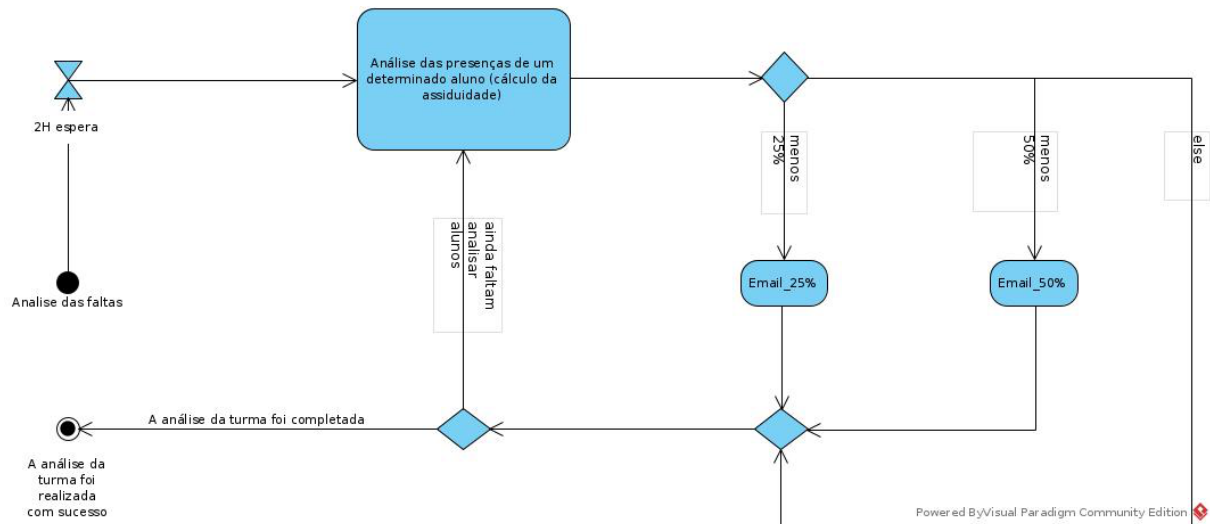 Análise das presenças de um
determinado aluno (cálculo da
assiduidade)
2H espera
menos
25%
menos
50%
else
ainda faltam
analisar
alunos
Analise das faltas
Email_25%
Email_50%
A análise da turma foi completada
A análise da
turma foi
realizada
com sucesso
Powered ByVisual Paradigm Community Edition